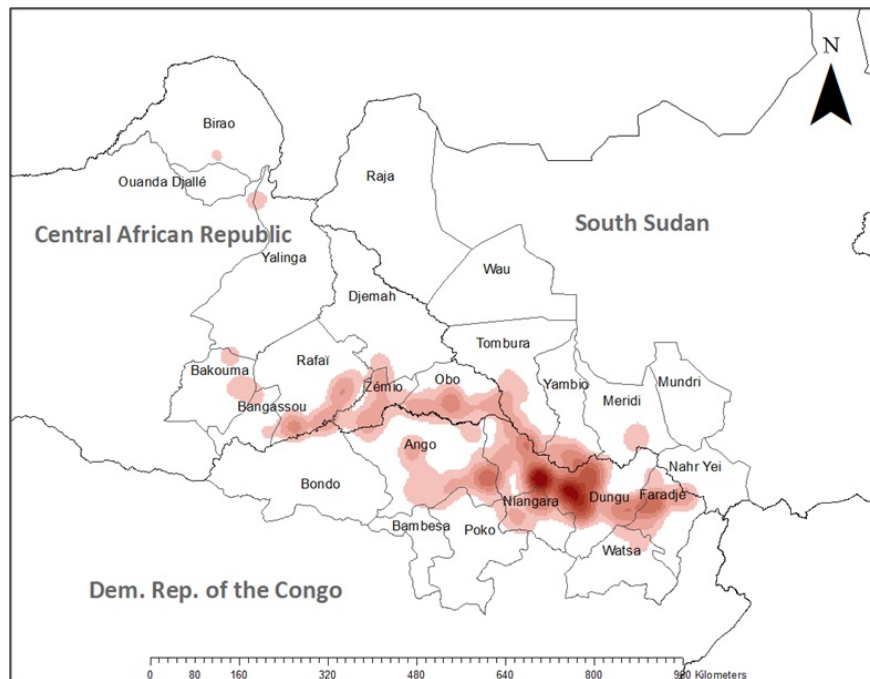 N
Birao
Ouanda Djallé
Raja
Central African Republic
South Sudan
Yalinga
Wau
Djemah
Tombura
Rafaï
Bakouma
Zémio
Obo
Yambio
Meridi
Mundri
Bangassou
Ango
Nahr Yei
Bondo
Niangara
Dungu
Faradje
Bambesa
Poko
Watsa
Dem. Rep. of the Congo
0 80 160 320 480 640 800 960 Kilometers